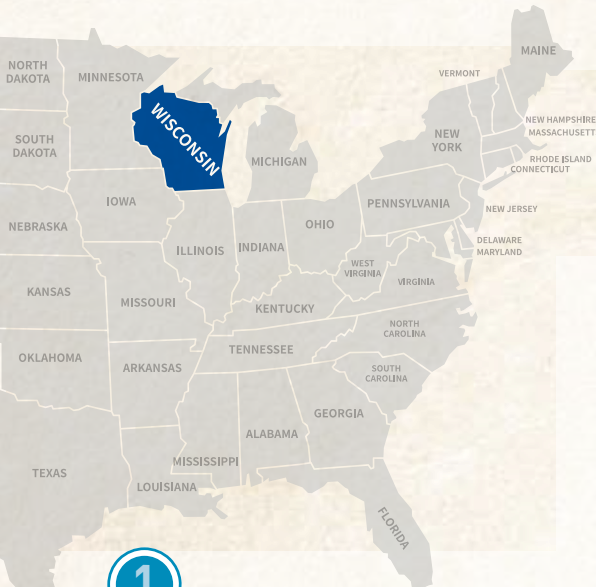 MAINE
NORTH
DAKOTA
MINNESOTA
VERMONT
WISCONSIN
NEW HAMPSHIRE
MASSACHUSETT
NEW
YORK
SOUTH
DAKOTA
MICHIGAN
RHODE ISLAND
CONNECTICUT
IOWA
PENNSYLVANIA
NEW JERSEY
NEBRASKA
OHIO
ILLINOIS
INDIANA
DELAWARE
MARYLAND
WEST
VIRGINIA
VIRGINIA
KANSAS
MISSOURI
KENTUCKY
NORTH
CAROLINA
TENNESSEE
OKLAHOMA
ARKANSAS
SOUTH
CAROLINA
GEORGIA
ALABAMA
MISSISSIPPI
TEXAS
LOUISIANA
FLORIDA
1